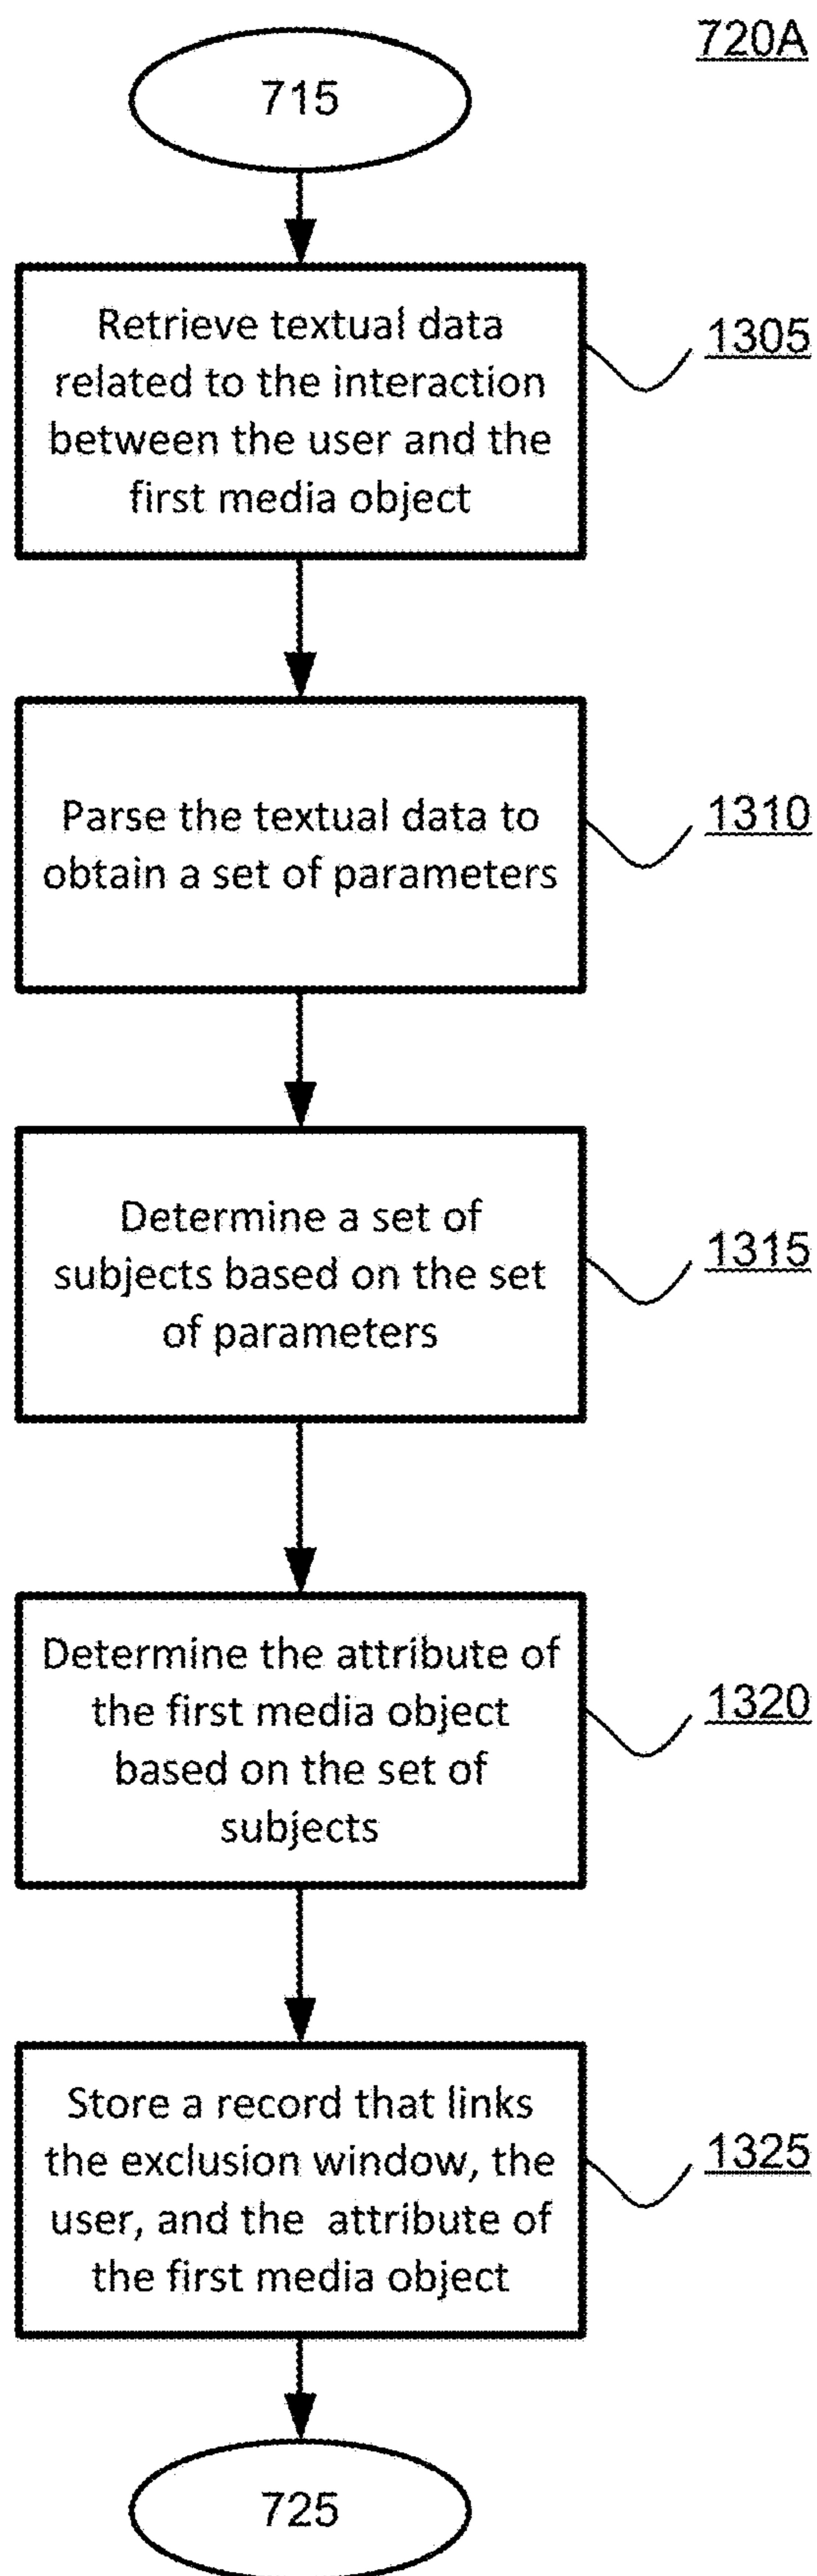 720A
715
Retrieve textual data
related to the interaction
between the user and the
first media object
1305
Parse the textual data to
obtain a set of parameters
1310
Determine a set of
subjects based on the set
of parameters
1315
Determine the attribute of
the first media object
based on the set of
subjects
1320
Store a record that links
the exclusion window, the
user, and the attribute of
the first media object
1325
725